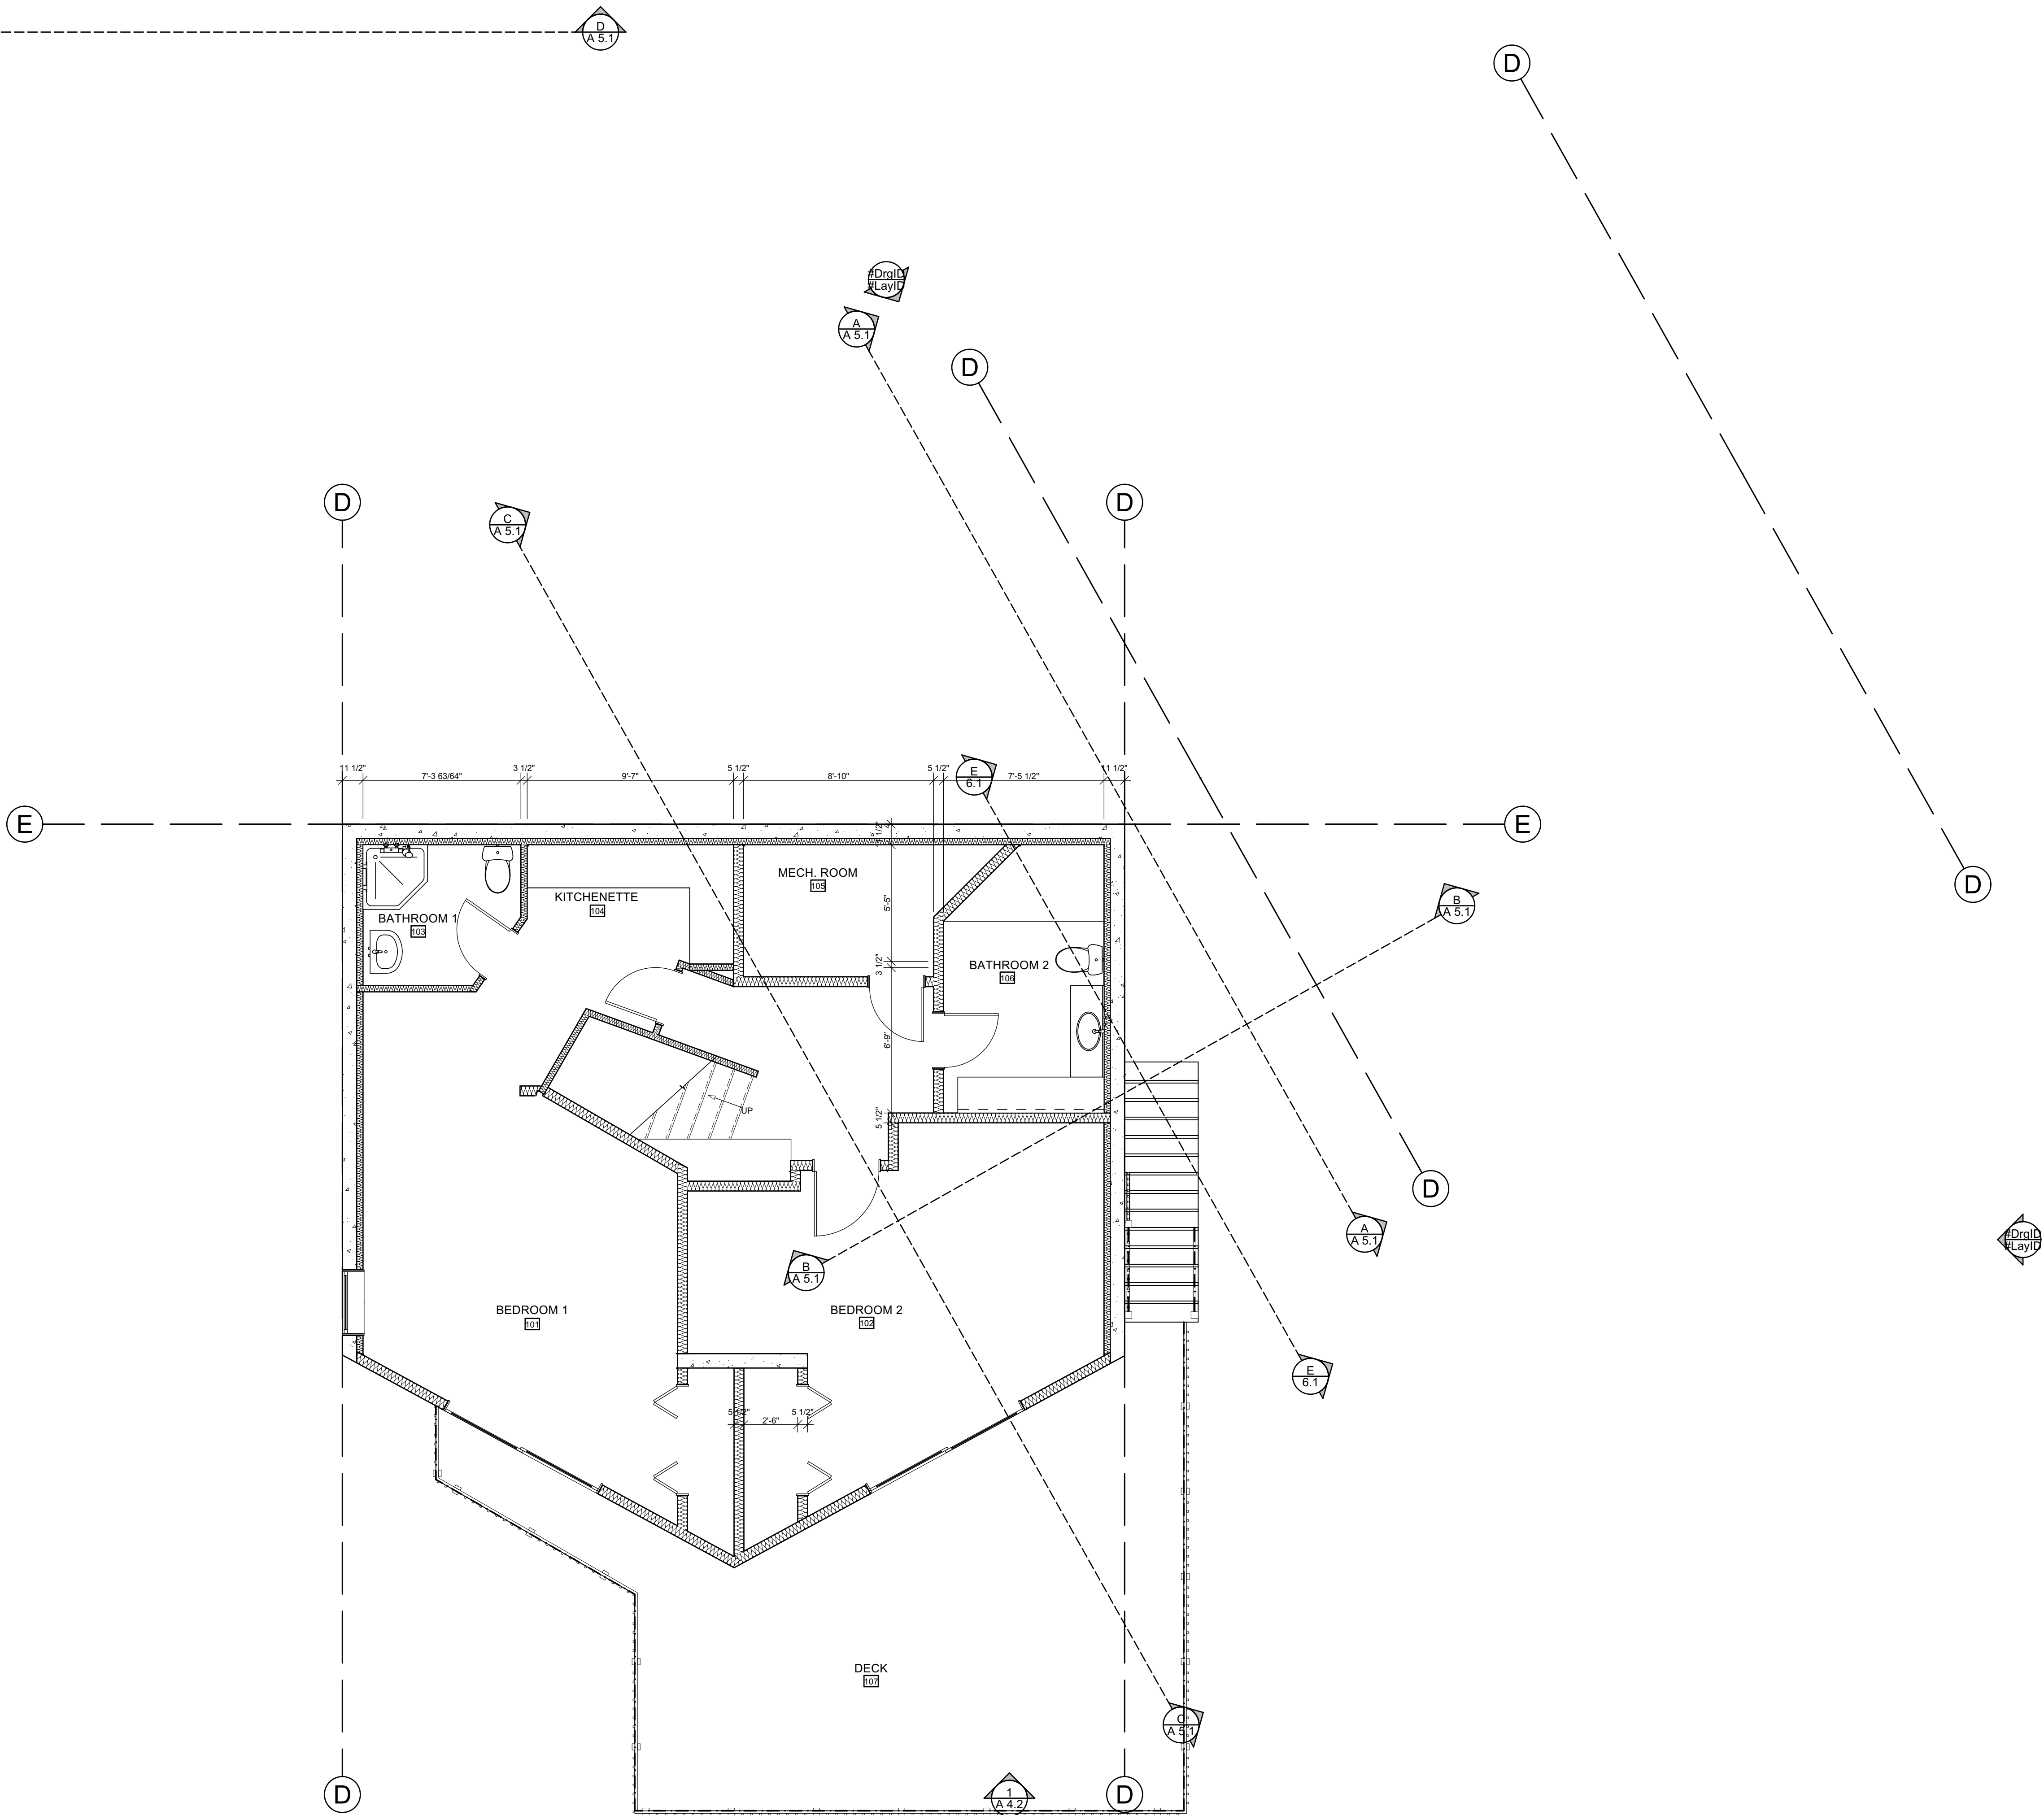 D
A 5.1
D
#DrgID
#LayID
A
A 5.1
D
D
D
C
A 5.1
11 1/2"
7'-3 63/64"
3 1/2"
9'-7"
5 1/2"
8'-10"
5 1/2"
7'-5 1/2"
11 1/2"
E
6.1
E
E
11 1/2"
MECH. ROOM
105
D
KITCHENETTE
104
5'-5"
B
A 5.1
BATHROOM 1
103
3 1/2"
BATHROOM 2
106
6'-9"
UP
5 1/2"
D
A
A 5.1
#DrgID
#LayID
B
A 5.1
BEDROOM 1
101
BEDROOM 2
102
E
6.1
5 1/2"
2'-6"
5 1/2"
DECK
107
C
A 5.1
D
1
A 4.2
D